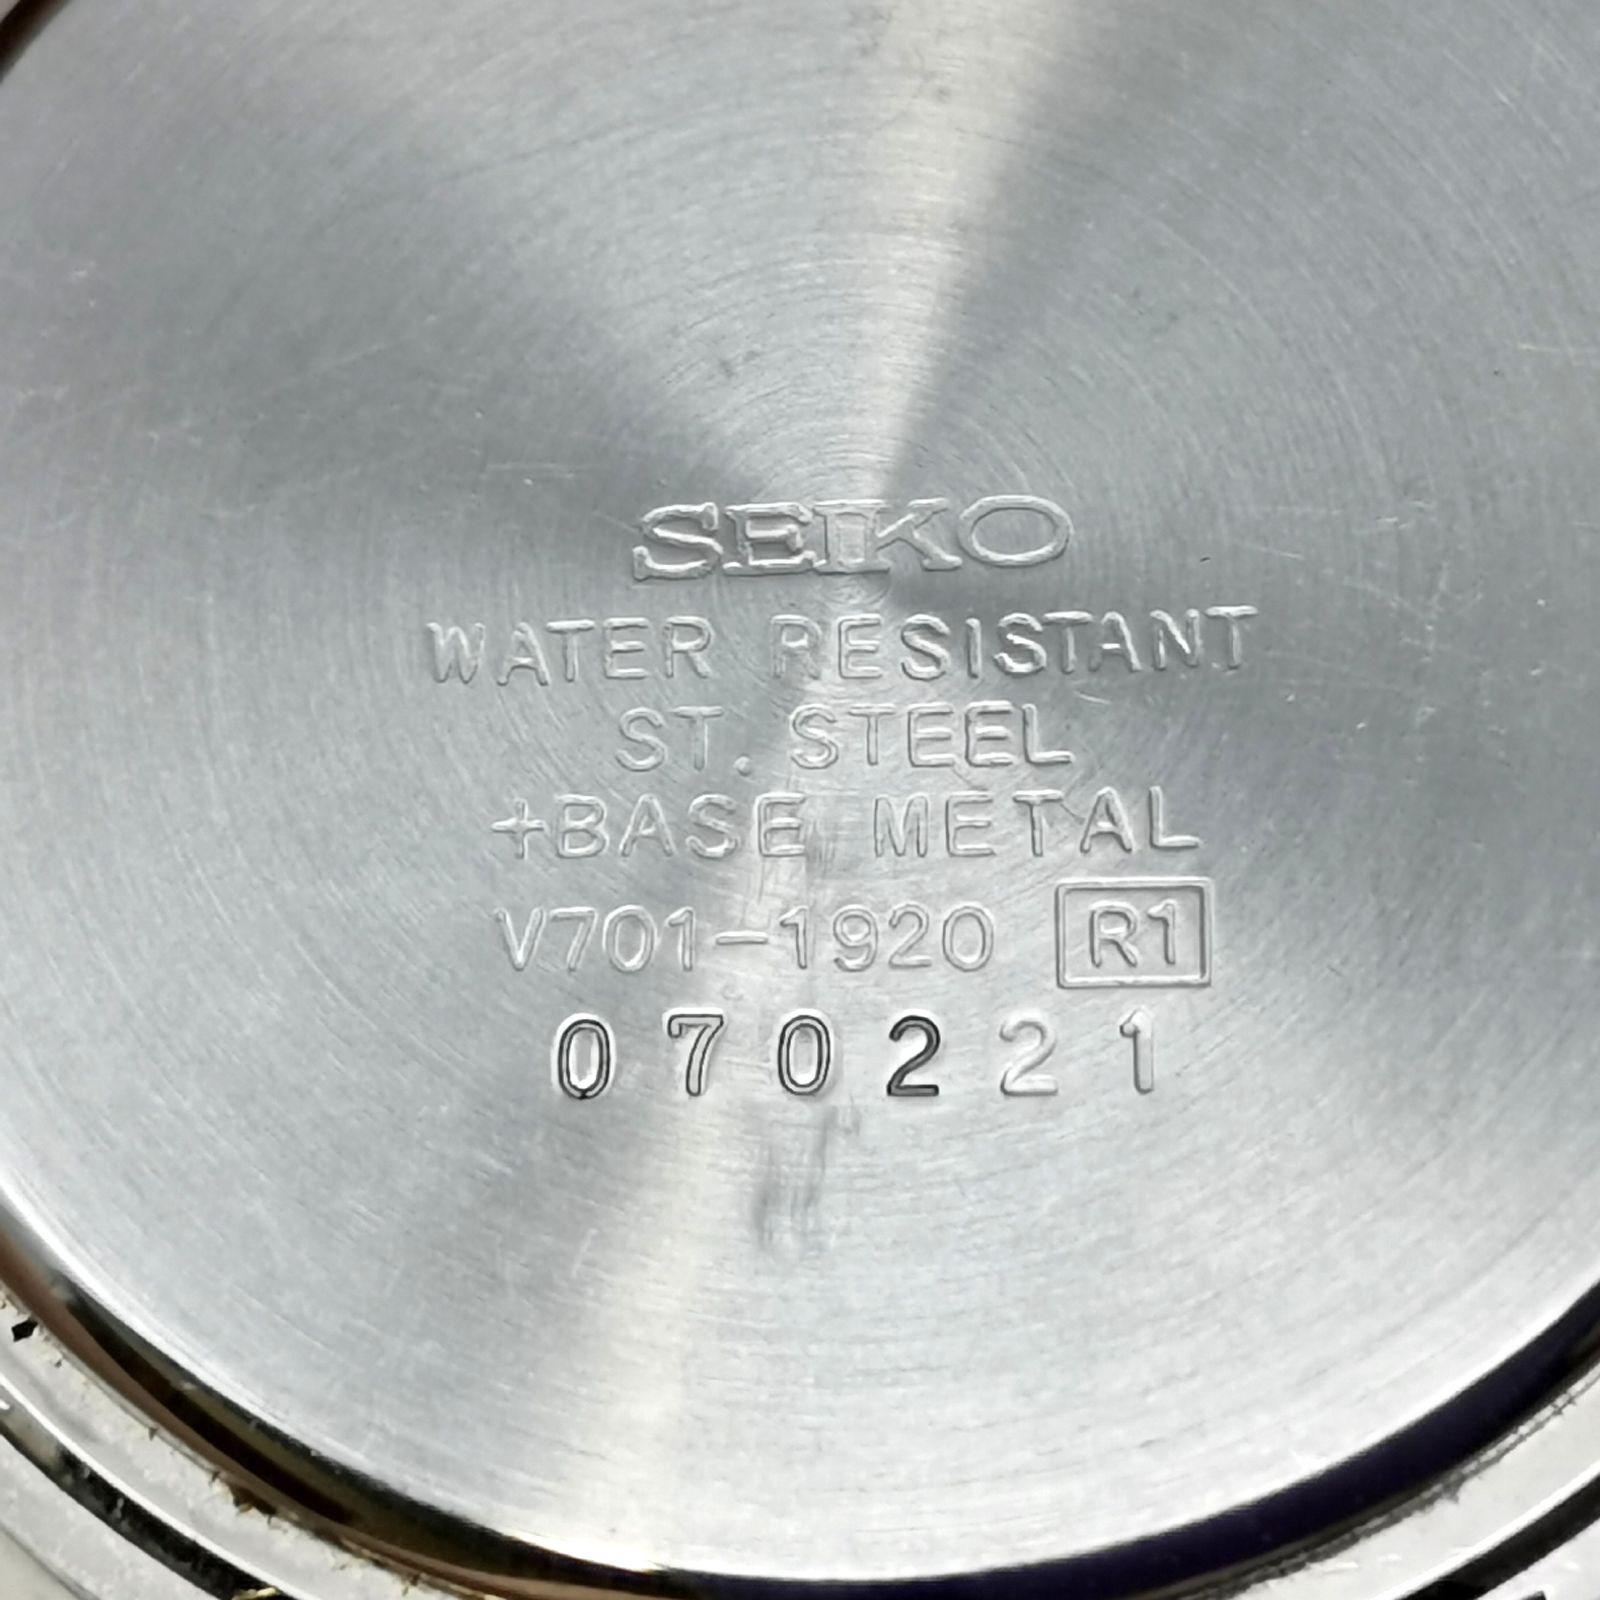 SEIKO
WATER RESISTANT
ST. STEEL
+BASE METAL
V701-1920 R1
070221